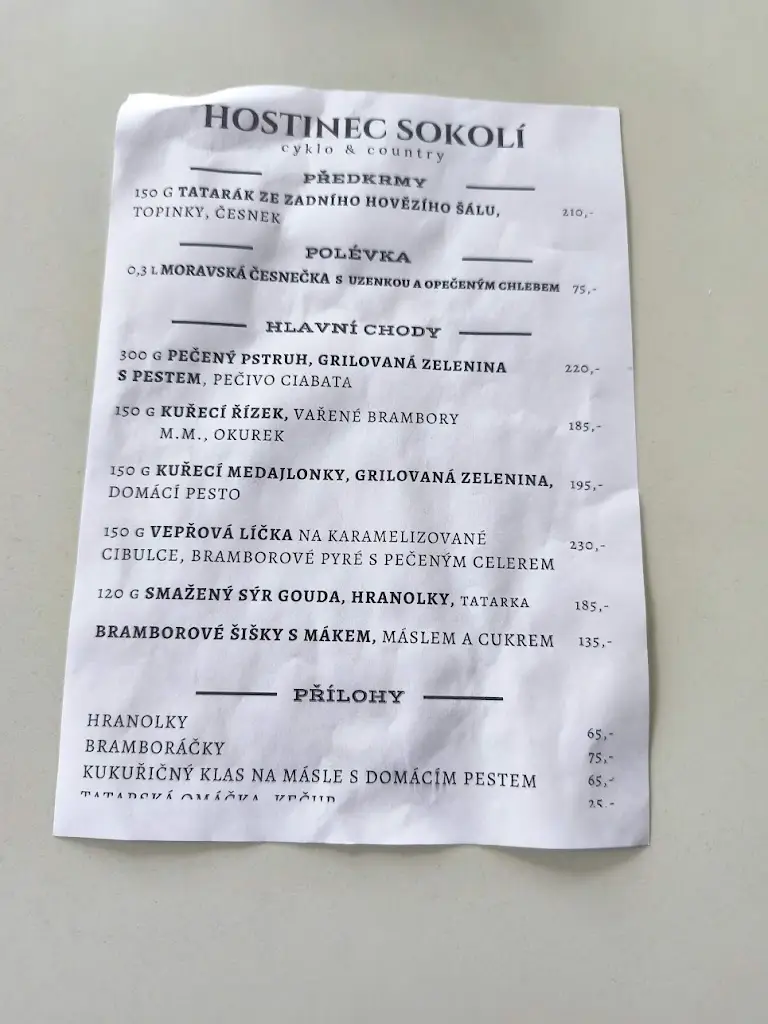 HOSTINEC SOKOLÍ
cyklo & country
PŘEDKRMY
150 G TATARÁK ZE ZADNÍHO HOVĚZÍHO ŠÁLU, 210,-
TOPINKY, ČESNEK
POLÉVKA
0,3 L MORAVSKÁ ČESNEČKA S UZENKOU A OPEČENÝM CHLEBEM 75,-
HLAVNÍ CHODY
300 G PEČENÝ PSTRUH, GRILOVANÁ ZELENINA 220,-
S PESTEM, PEČIVO CIABATA
150 G KUŘECÍ ŘÍZEK, VAŘENÉ BRAMBORY 185,-
M.M., OKUREK
150 G KUŘECÍ MEDAJLONKY, GRILOVANÁ ZELENINA, 195,-
DOMÁCÍ PESTO
150 G VEPŘOVÁ LÍČKA NA KARAMELIZOVANÉ 230,-
CIBULCE, BRAMBOROVÉ PYRÉ S PEČENÝM CELEREM
120 G SMAŽENÝ SÝR GOUDA, HRANOLKY, TATARKA 185,-
BRAMBOROVÉ ŠIŠKY S MÁKEM, MÁSLEM A CUKREM 135,-
PŘÍLOHY
HRANOLKY 65,-
BRAMBORÁČKY 75,-
KUKUŘIČNÝ KLAS NA MÁSLE S DOMÁCÍM PESTEM 65,-
TATARSKÁ OMÁČKA, KEČUP 25,-